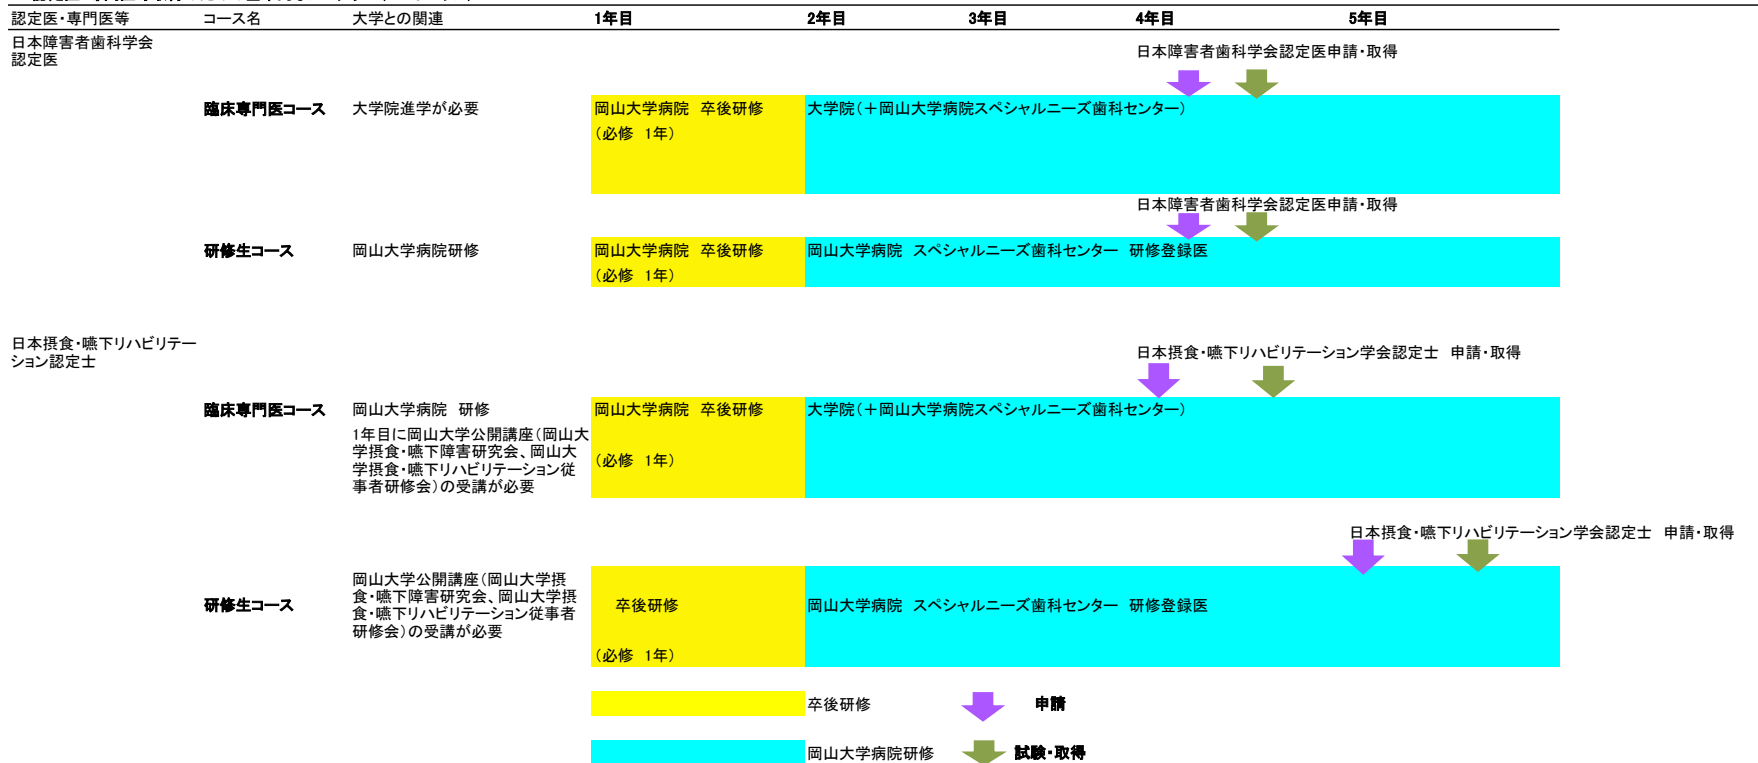 認定医・専門医等 コース名 大学との関連 1年目 2年目 3年目 4年目 5年目
日本障害者歯科学会
認定医
日本障害者歯科学会認定医申請・取得
臨床専門医コース 大学院進学が必要 岡山大学病院 卒後研修 大学院(+岡山大学病院スペシャルニーズ歯科センター)
(必修 1年)
日本障害者歯科学会認定医申請・取得
研修生コース 岡山大学病院研修 岡山大学病院 卒後研修 岡山大学病院 スペシャルニーズ歯科センター 研修登録医
(必修 1年)
日本摂食・嚥下リハビリテー
ション認定士
日本摂食・嚥下リハビリテーション学会認定士 申請・取得
臨床専門医コース 岡山大学病院 研修 岡山大学病院 卒後研修 大学院(+岡山大学病院スペシャルニーズ歯科センター)
1年目に岡山大学公開講座(岡山大
学摂食・嚥下障害研究会、岡山大
学摂食・嚥下リハビリテーション従
事者研修会)の受講が必要
(必修 1年)
日本摂食・嚥下リハビリテーション学会認定士 申請・取得
研修生コース
岡山大学公開講座(岡山大学摂
食・嚥下障害研究会、岡山大学摂
食・嚥下リハビリテーション従事者
研修会)の受講が必要
卒後研修 岡山大学病院 スペシャルニーズ歯科センター 研修登録医
(必修 1年)
卒後研修 申請
岡山大学病院研修 試験・取得